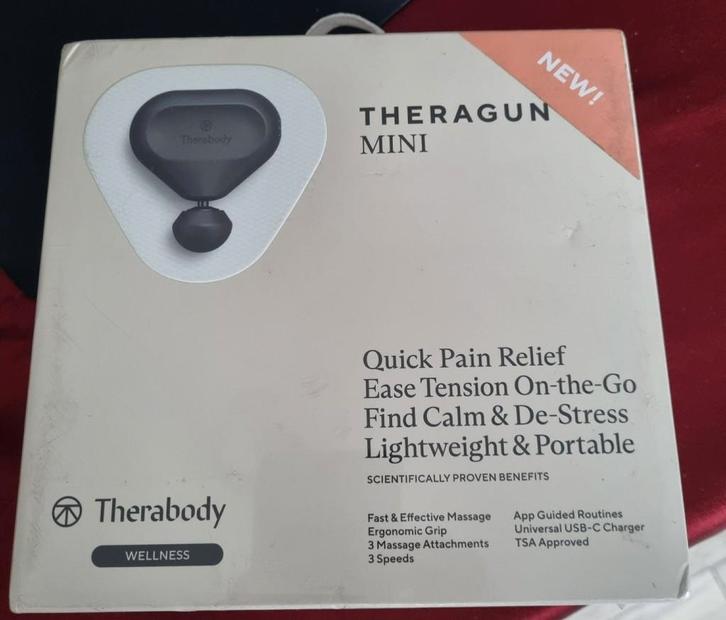 NEW!
THERAGUN
MINI
Therabody
Quick Pain Relief
Ease Tension On-the-Go
Find Calm & De-Stress
Lightweight & Portable
SCIENTIFICALLY PROVEN BENEFITS
Fast & Effective Massage
Ergonomic Grip
3 Massage Attachments
3 Speeds
App Guided Routines
Universal USB-C Charger
TSA Approved
Therabody
WELLNESS